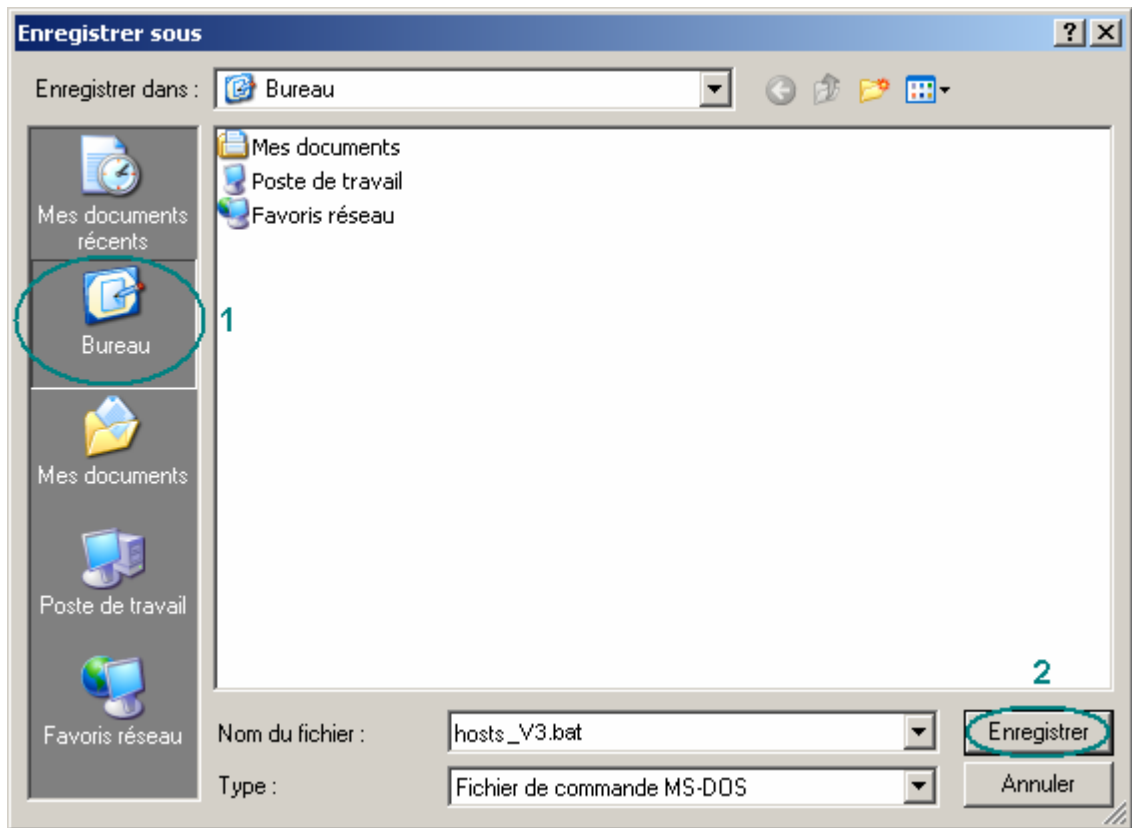 Enregistrer sous
Enregistrer dans :
Bureau
Mes documents
récents
Bureau
1
Mes documents
Poste de travail
Favoris réseau
Mes documents
Poste de travail
Favoris réseau
2
Nom du fichier :
hosts_V3.bat
Enregistrer
Type :
Fichier de commande MS-DOS
Annuler